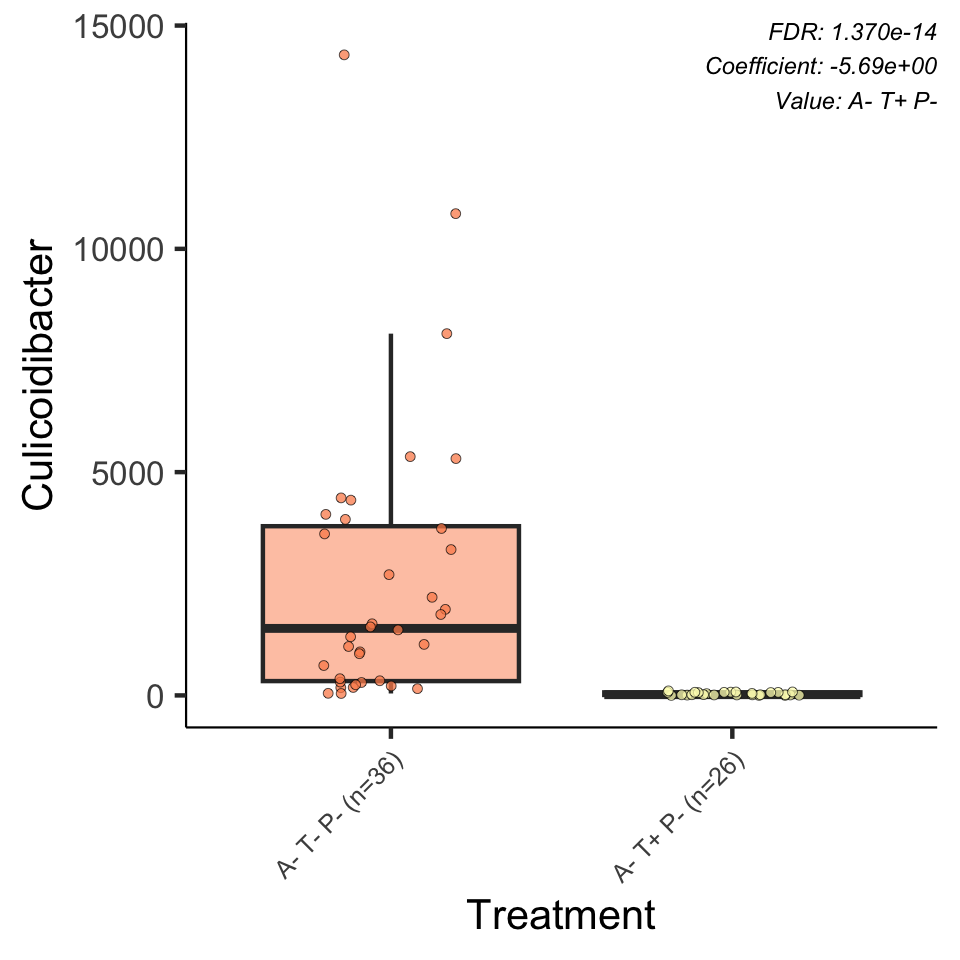 FDR: 1.370e-14
Coefficient: -5.69e+00
Value: A- T+ P-
15000
10000
5000
0
Culicoidibacter
A- T- P- (n=36)
A- T+ P- (n=26)
Treatment